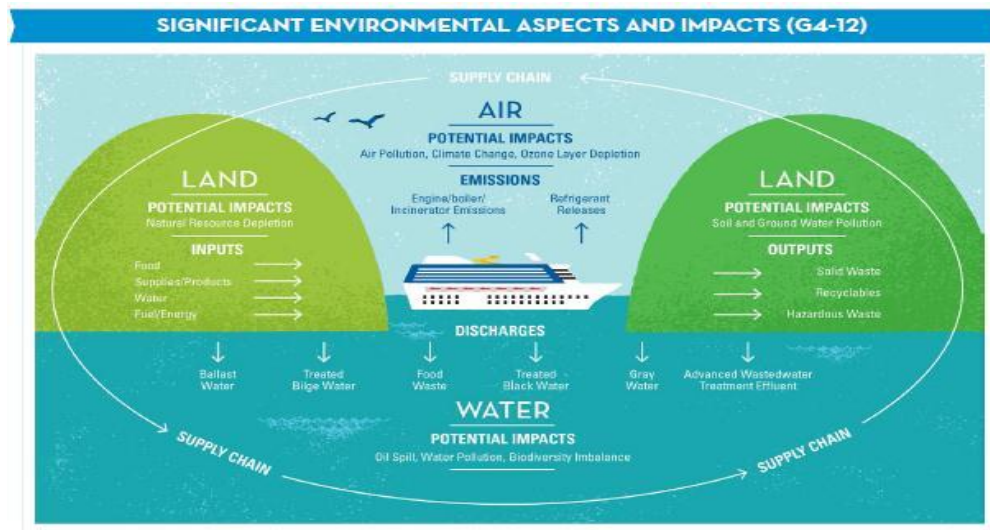 SIGNIFICANT ENVIRONMENTAL ASPECTS AND IMPACTS (G4-12)
SUPPLY CHAIN
AIR
POTENTIAL IMPACTS
Air Pollution, Climate Change, Ozone Layer Depletion
EMISSIONS
Engine/boiler/
Incinerator Emissions
Refrigerant
Releases
LAND
POTENTIAL IMPACTS
Natural Resource Depletion
INPUTS
Food
Supplies/Products
Water
Fuel/Energy
LAND
POTENTIAL IMPACTS
Soil and Ground Water Pollution
OUTPUTS
Solid Waste
Recyclables
Hazardous Waste
DISCHARGES
Ballast
Water
Treated
Bilge Water
Food
Waste
Treated
Black Water
Gray
Water
Advanced Wastedwater
Treatment Effluent
WATER
POTENTIAL IMPACTS
Oil Spill, Water Pollution, Biodiversity Imbalance
SUPPLY CHAIN
SUPPLY CHAIN